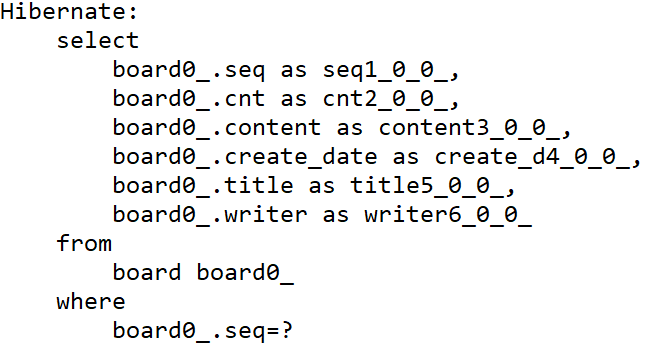 Hibernate:
    select
        board0_.seq as seq1_0_0_,
        board0_.cnt as cnt2_0_0_,
        board0_.content as content3_0_0_,
        board0_.create_date as create_d4_0_0_,
        board0_.title as title5_0_0_,
        board0_.writer as writer6_0_0_
    from
        board board0_
    where
        board0_.seq=?